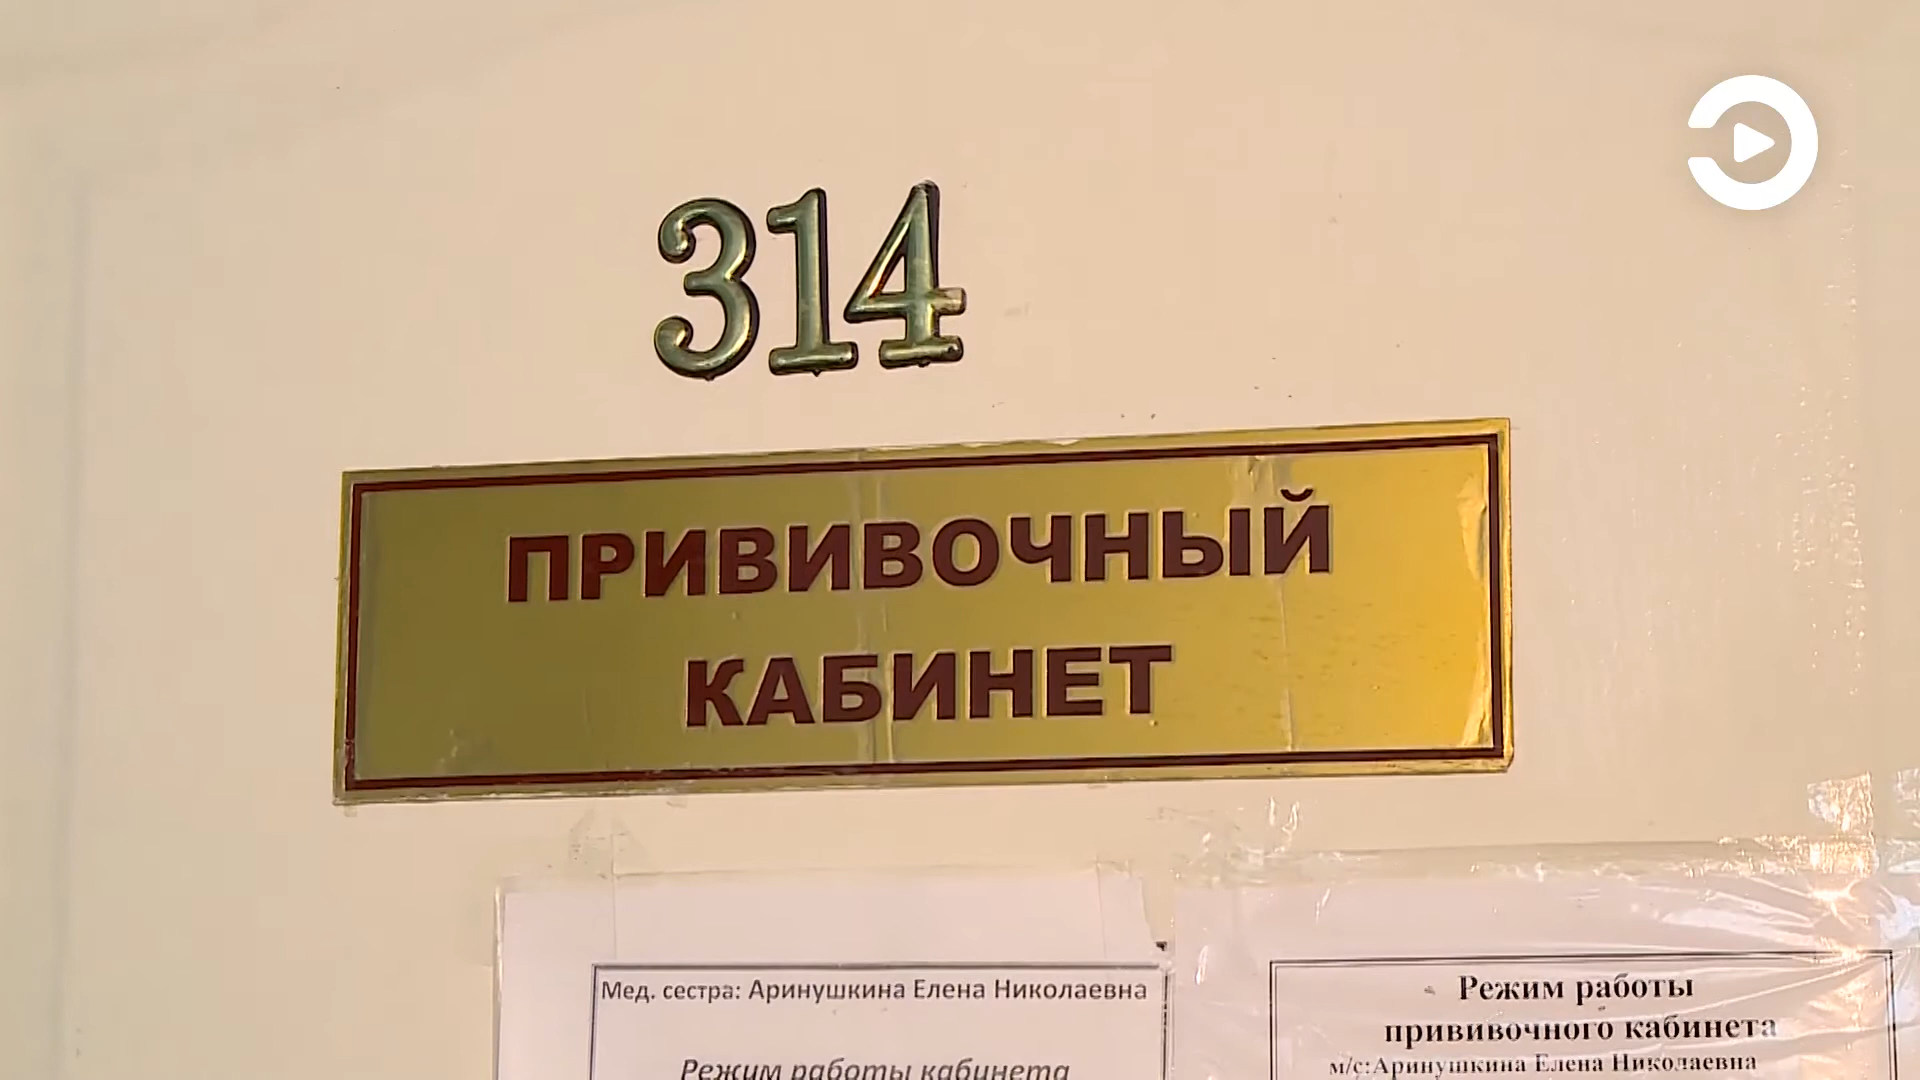 314
ПРИВИВОЧНЫЙ
КАБИНЕТ
Мед. сестра: Аринушкина Елена Николаевна
Режим работы кабинета
Режим работы
прививочного кабинета
м/с:Аринушкина Елена Николаевна